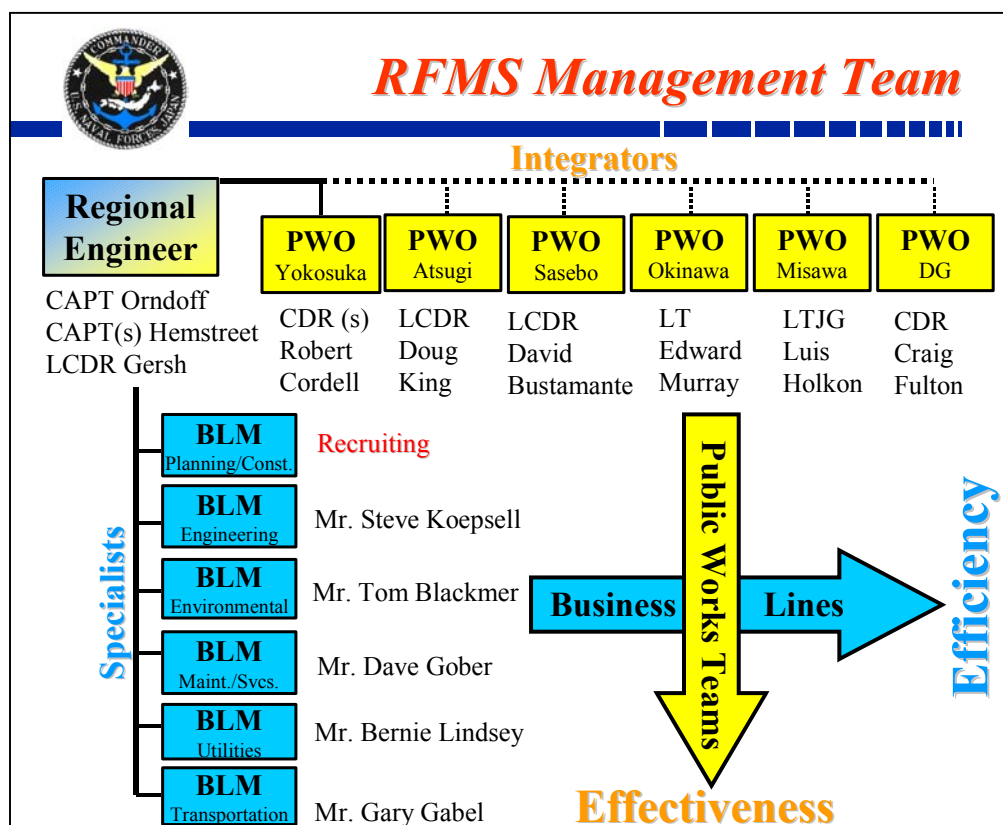 COMMANDER
U.S. NAVAL FORCES, JAPAN
RFMS Management Team
Integrators
Regional
Engineer
CAPT Orndoff
CAPT(s) Hemstreet
LCDR Gersh
PWO
Yokosuka
CDR (s)
Robert
Cordell
PWO
Atsugi
LCDR
Doug
King
PWO
Sasebo
LCDR
David
Bustamante
PWO
Okinawa
LT
Edward
Murray
PWO
Misawa
LTJG
Luis
Holkon
PWO
DG
CDR
Craig
Fulton
Specialists
BLM
Planning/Const.
Recruiting
BLM
Engineering
Mr. Steve Koepsell
BLM
Environmental
Mr. Tom Blackmer
BLM
Maint./Svcs.
Mr. Dave Gober
BLM
Utilities
Mr. Bernie Lindsey
BLM
Transportation
Mr. Gary Gabel
Public Works Teams
Business Lines
Efficiency
Effectiveness